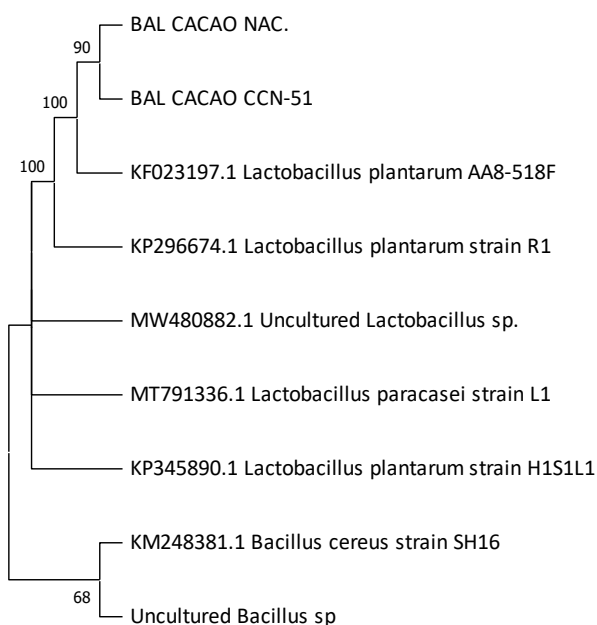 BAL CACAO NAC.
90
BAL CACAO CCN-51
100
KF023197.1 Lactobacillus plantarum AA8-518F
100
KP296674.1 Lactobacillus plantarum strain R1
MW480882.1 Uncultured Lactobacillus sp.
MT791336.1 Lactobacillus paracasei strain L1
KP345890.1 Lactobacillus plantarum strain H1S1L1
KM248381.1 Bacillus cereus strain SH16
68
Uncultured Bacillus sp